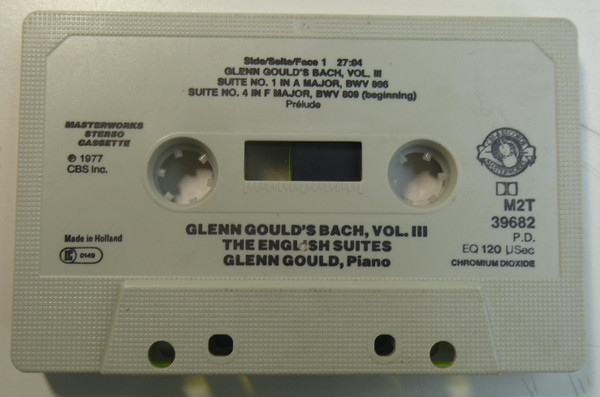 Side/Seite/Face 1 27:04
GLENN GOULD'S BACH, VOL. III
SUITE NO. 1 IN A MAJOR, BWV 806
SUITE NO. 4 IN F MAJOR, BWV 809 (beginning)
Prélude
MASTERWORKS
STEREO
CASSETTE
℗ 1977
CBS Inc.
M2T
39682
P.D.
EQ 120 µSec
CHROMIUM DIOXIDE
GLENN GOULD'S BACH, VOL. III
THE ENGLISH SUITES
GLENN GOULD, Piano
Made in Holland
0149